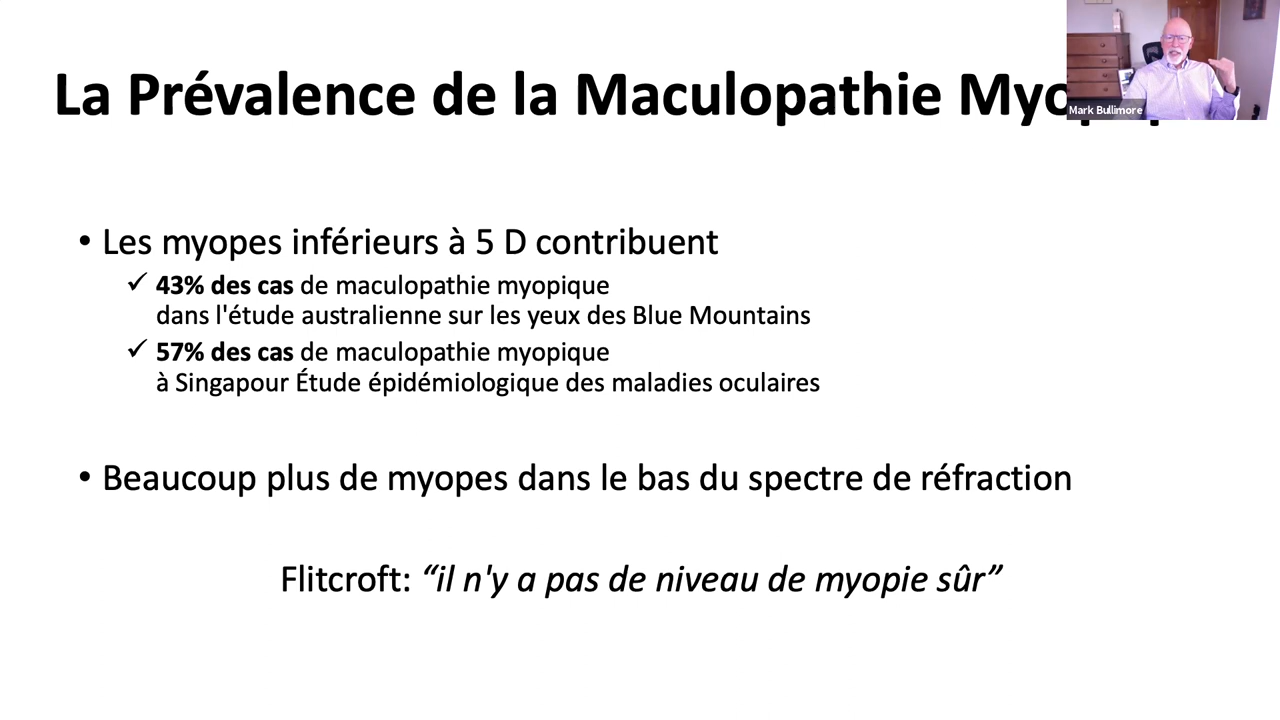 La Prévalence de la Maculopathie
Mark Bullimore
• Les myopes inférieurs à 5 D contribuent
✓ 43% des cas de maculopathie myopique
dans l'étude australienne sur les yeux des Blue Mountains
✓ 57% des cas de maculopathie myopique
à Singapour Étude épidémiologique des maladies oculaires
• Beaucoup plus de myopes dans le bas du spectre de réfraction
Flitcroft: “il n'y a pas de niveau de myopie sûr”